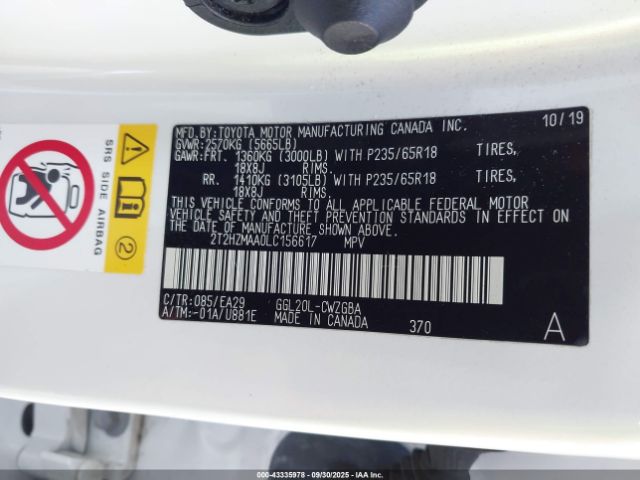 MFD.BY:TOYOTA MOTOR MANUFACTURING CANADA INC. 10/19
GVWR:2570KG (5665LB)
GAWR:FRT. 1360KG (3000LB) WITH P235/65R18 TIRES,
18X8J RIMS.
RR. 1410KG (3105LB) WITH P235/65R18 TIRES,
18X8J RIMS.
THIS VEHICLE CONFORMS TO ALL APPLICABLE FEDERAL MOTOR
VEHICLE SAFETY AND THEFT PREVENTION STANDARDS IN EFFECT
ON THE DATE OF MANUFACTURE SHOWN ABOVE.
2T2HZMAA0LC156617 MPV
C/TR:085/EA29 GGL20L-CWZGBA
A/TM:-01A/U881E MADE IN CANADA 370 A
SRS SIDE AIRBAG
2
000-43335978 - 09/30/2025 - IAA